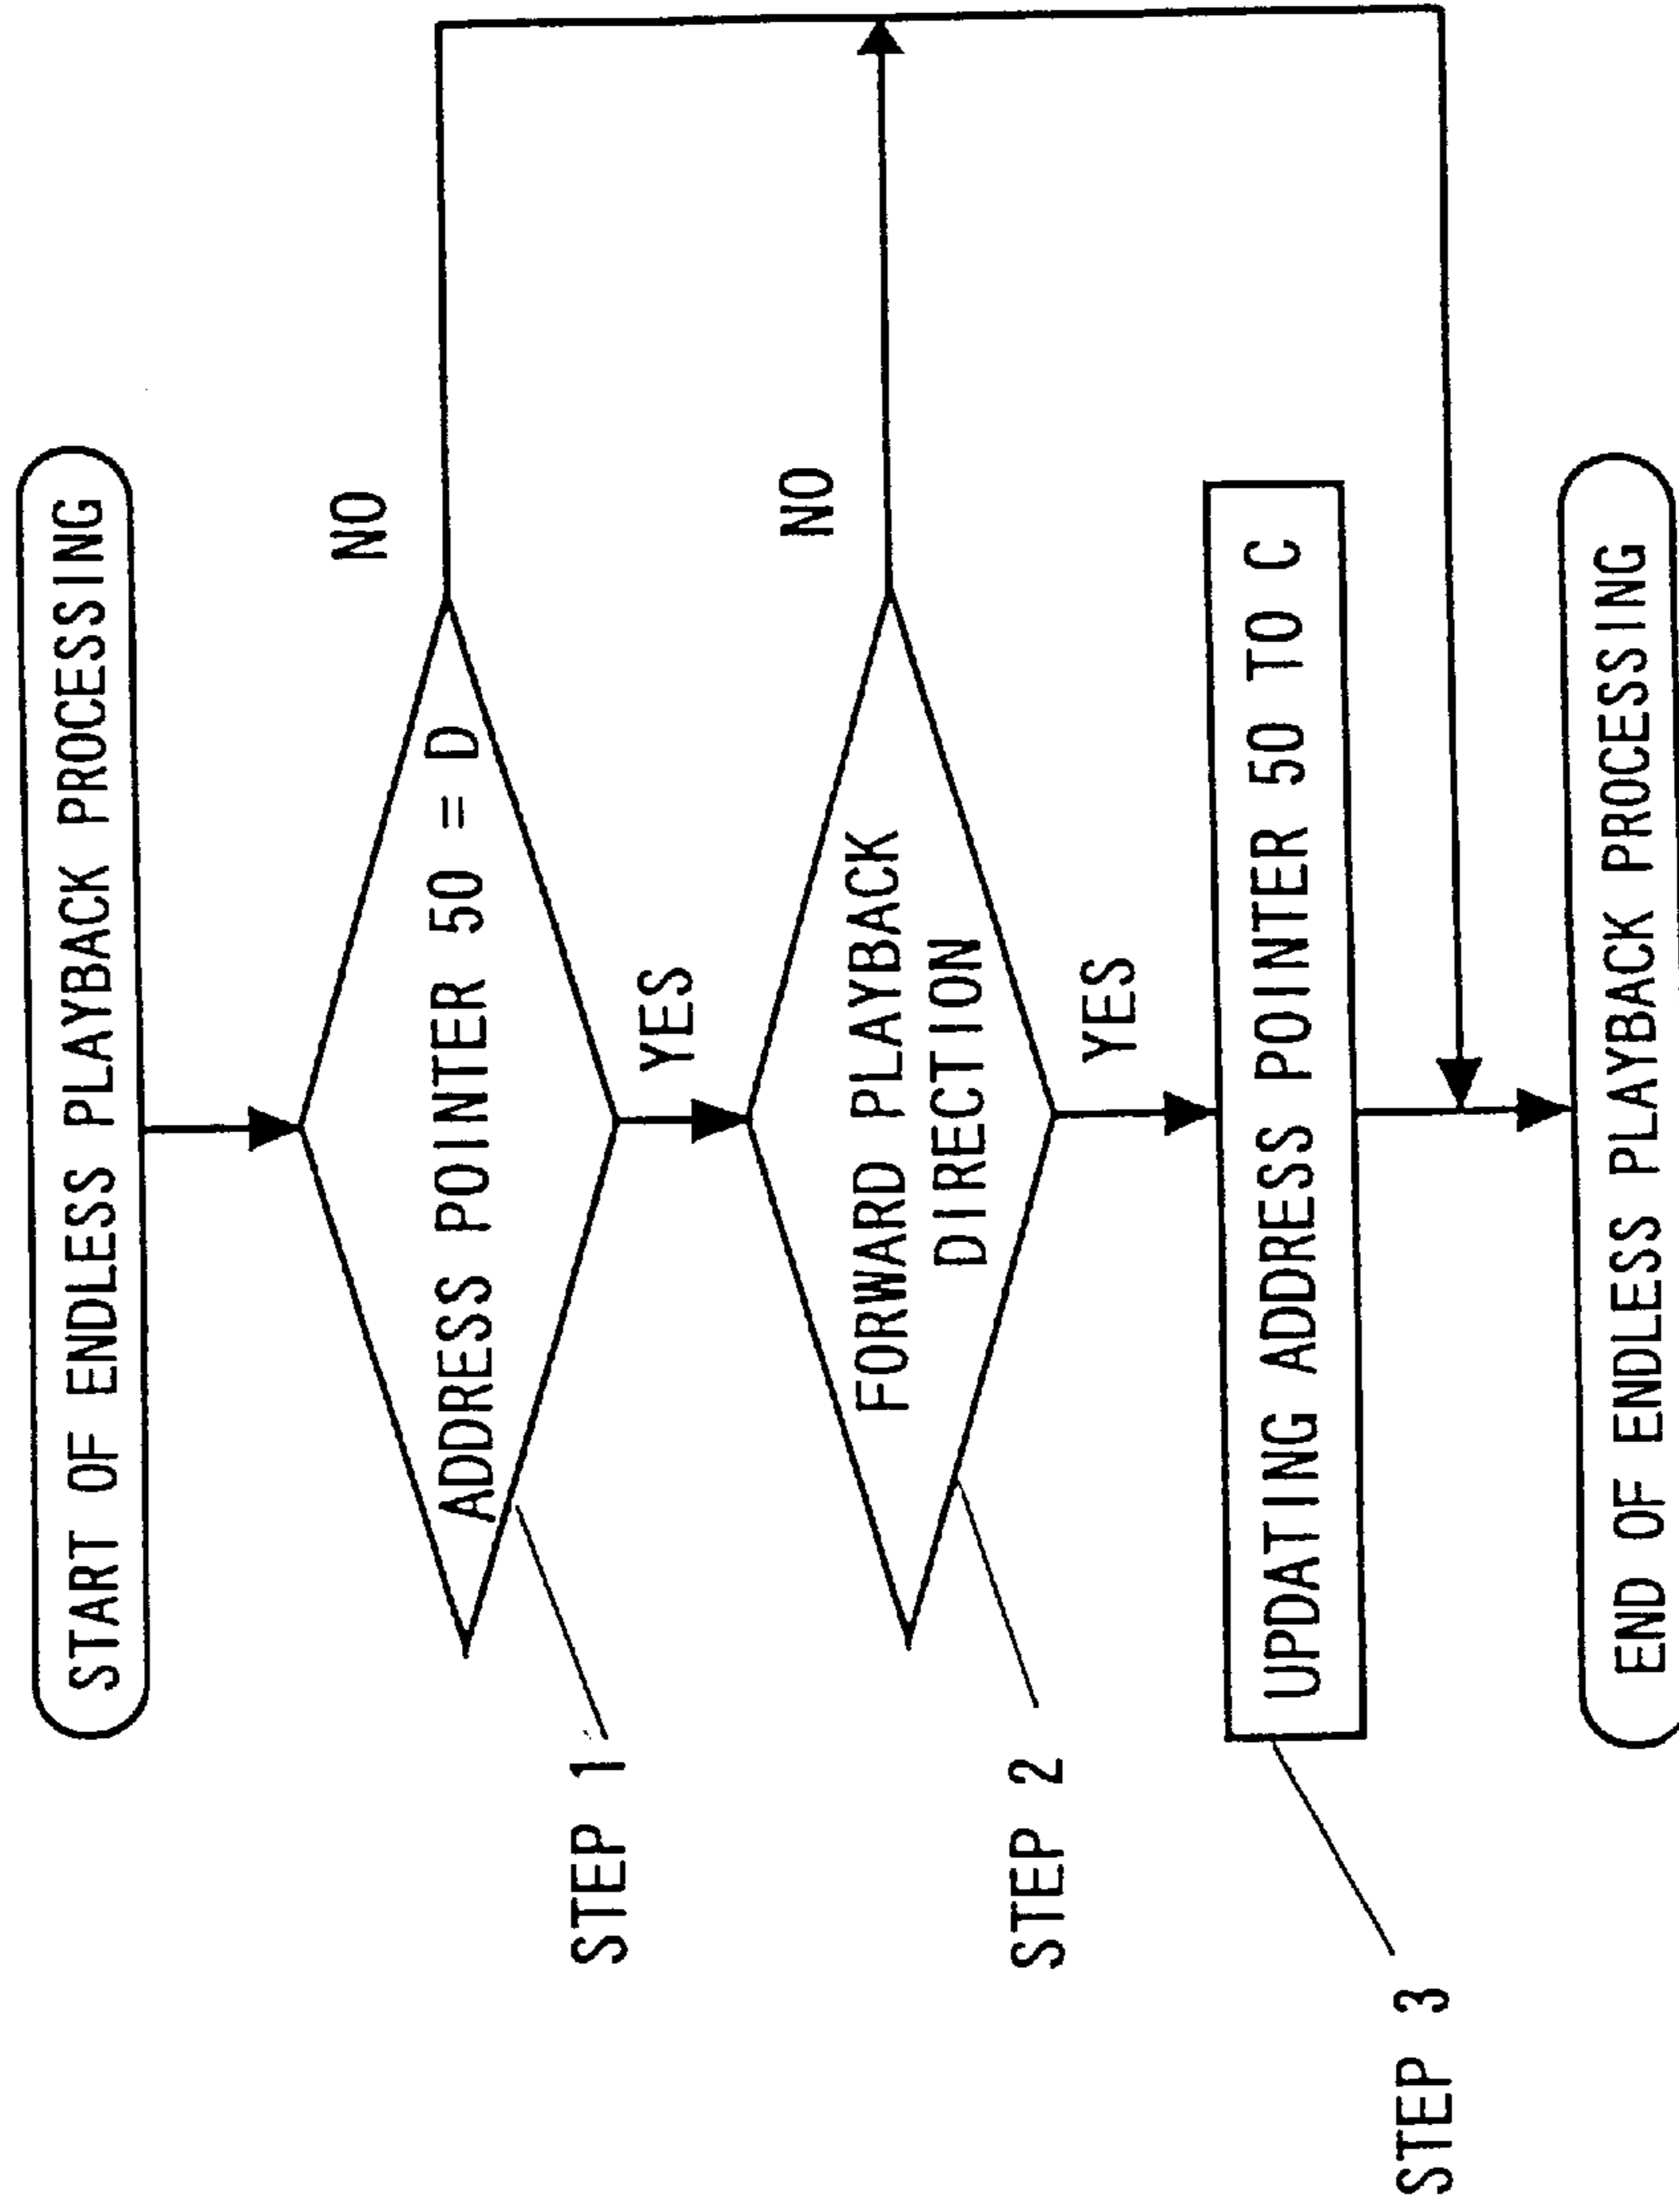 START OF ENDLESS PLAYBACK PROCESSING
NO
ADDRESS POINTER 50 = D
STEP 1
YES
NO
FORWARD PLAYBACK
DIRECTION
STEP 2
YES
UPDATING ADDRESS POINTER 50 TO C
STEP 3
END OF ENDLESS PLAYBACK PROCESSING